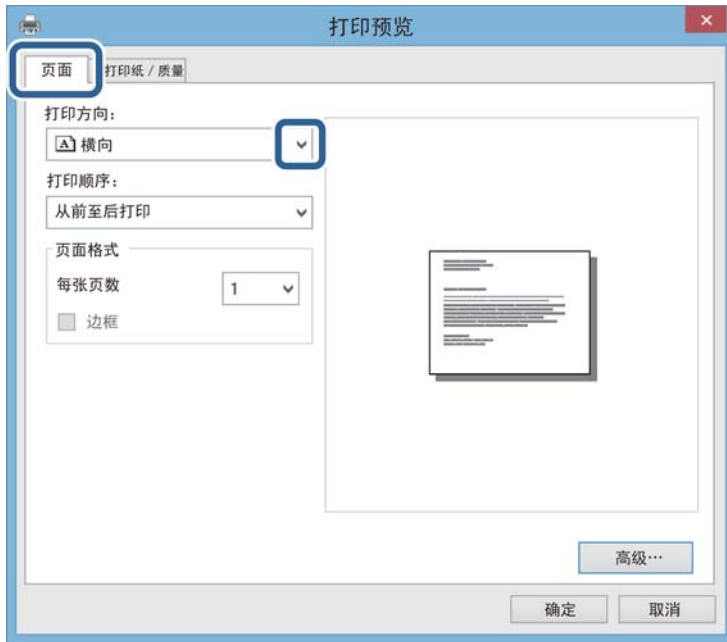 打印预览
页面
打印纸 / 质量
打印方向：
A 横向
打印顺序：
从前至后打印
页面格式
每张页数
1
边框
高级…
确定
取消